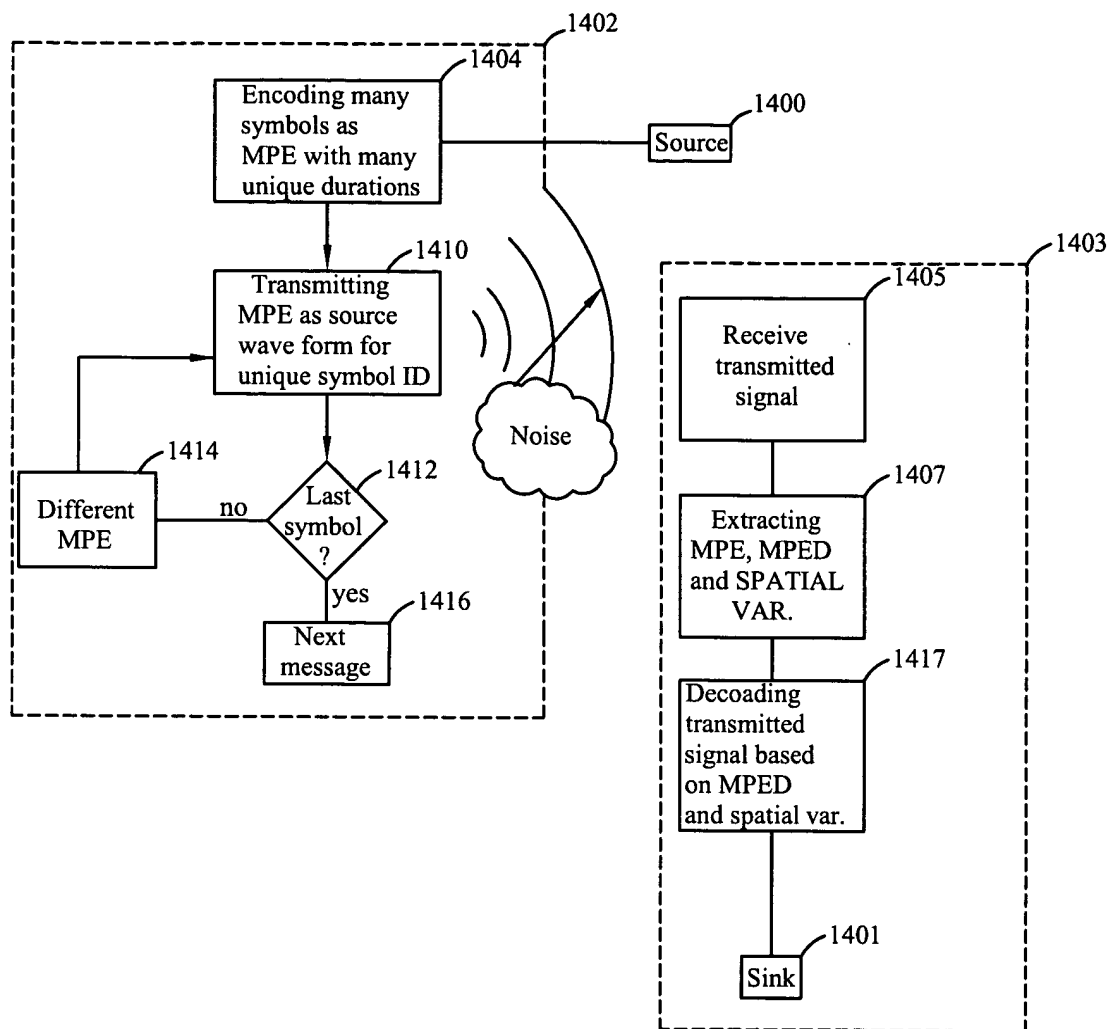 1402
1404
Encoding many
symbols as
MPE with many
unique durations
1400
Source
1410
Transmitting
MPE as source
wave form for
unique symbol ID
Noise
1414
Different
MPE
no
1412
Last
symbol
?
yes
1416
Next
message
1403
1405
Receive
transmitted
signal
1407
Extracting
MPE, MPED
and SPATIAL
VAR.
1417
Decoading
transmitted
signal based
on MPED
and spatial var.
1401
Sink